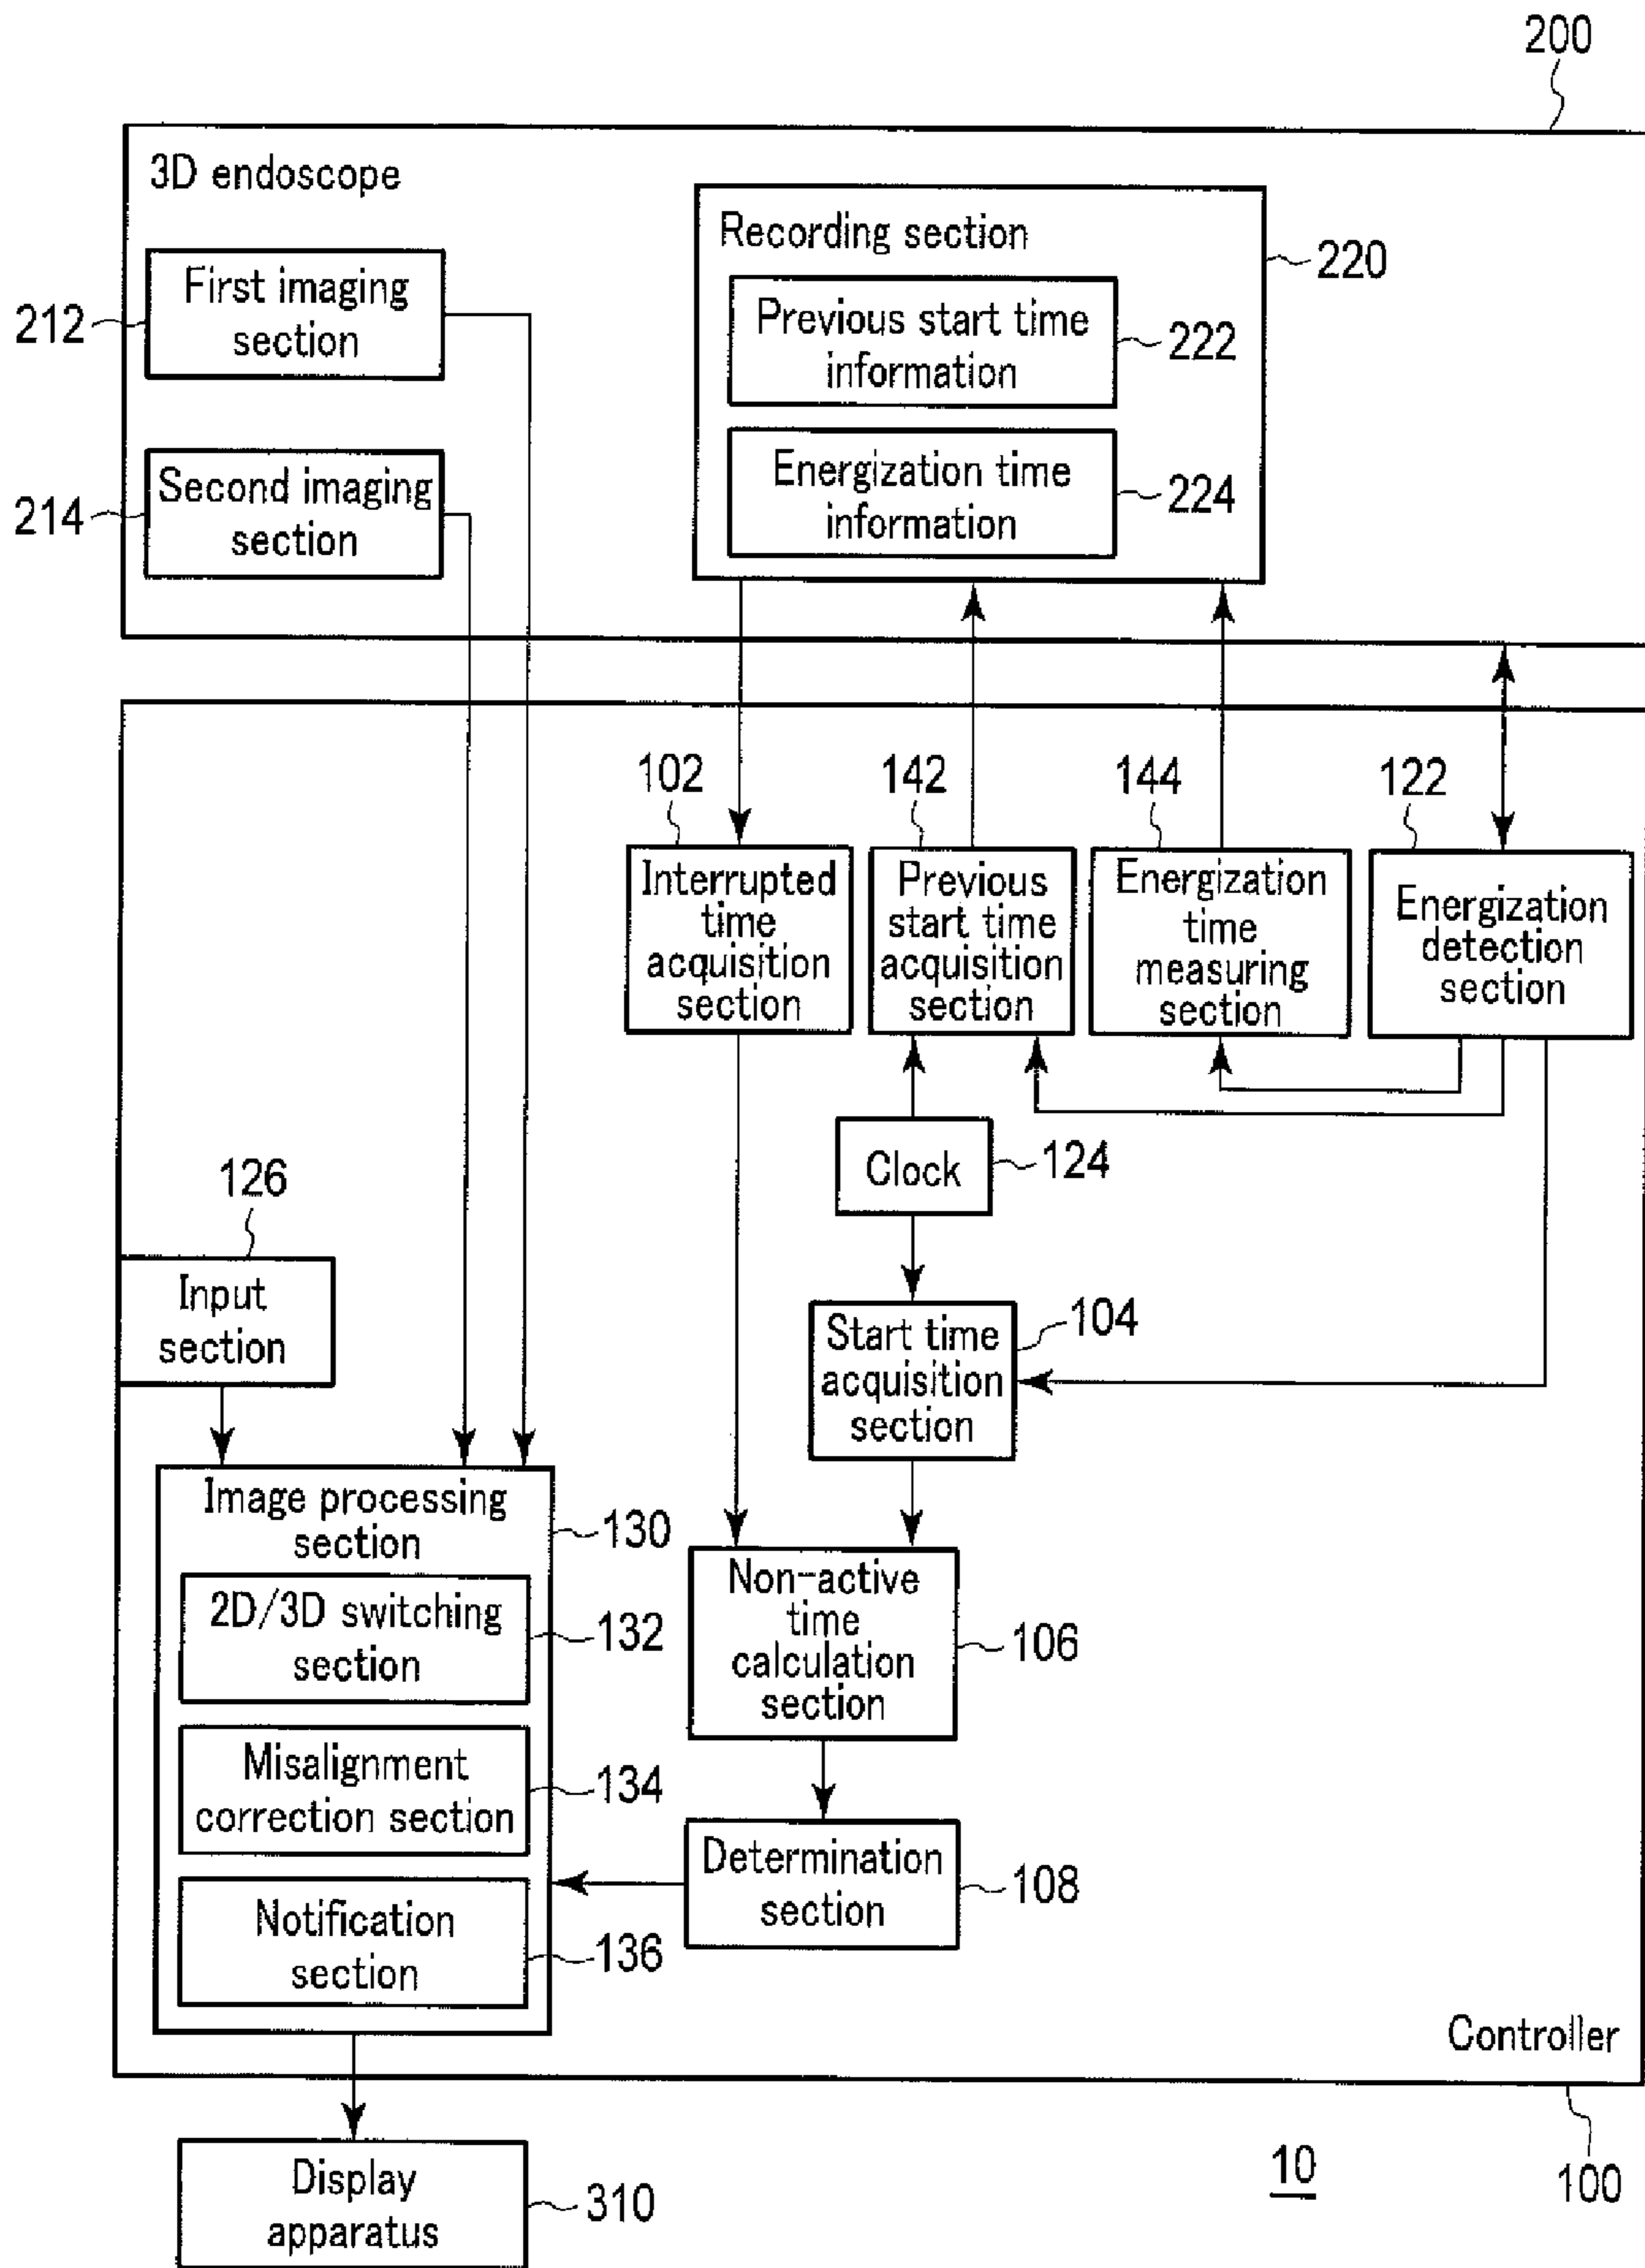 200
3D endoscope
Recording section
220
First imaging
section
212
Previous start time
information
222
Second imaging
section
214
Energization time
information
224
102
142
144
122
Interrupted
time
acquisition
section
Previous
start time
acquisition
section
Energization
time
measuring
section
Energization
detection
section
Clock
124
126
Input
section
Start time
acquisition
section
104
Image processing
section
130
2D/3D switching
section
132
Non-active
time
calculation
section
106
Misalignment
correction section
134
Determination
section
108
Notification
section
136
Controller
100
10
Display
apparatus
310